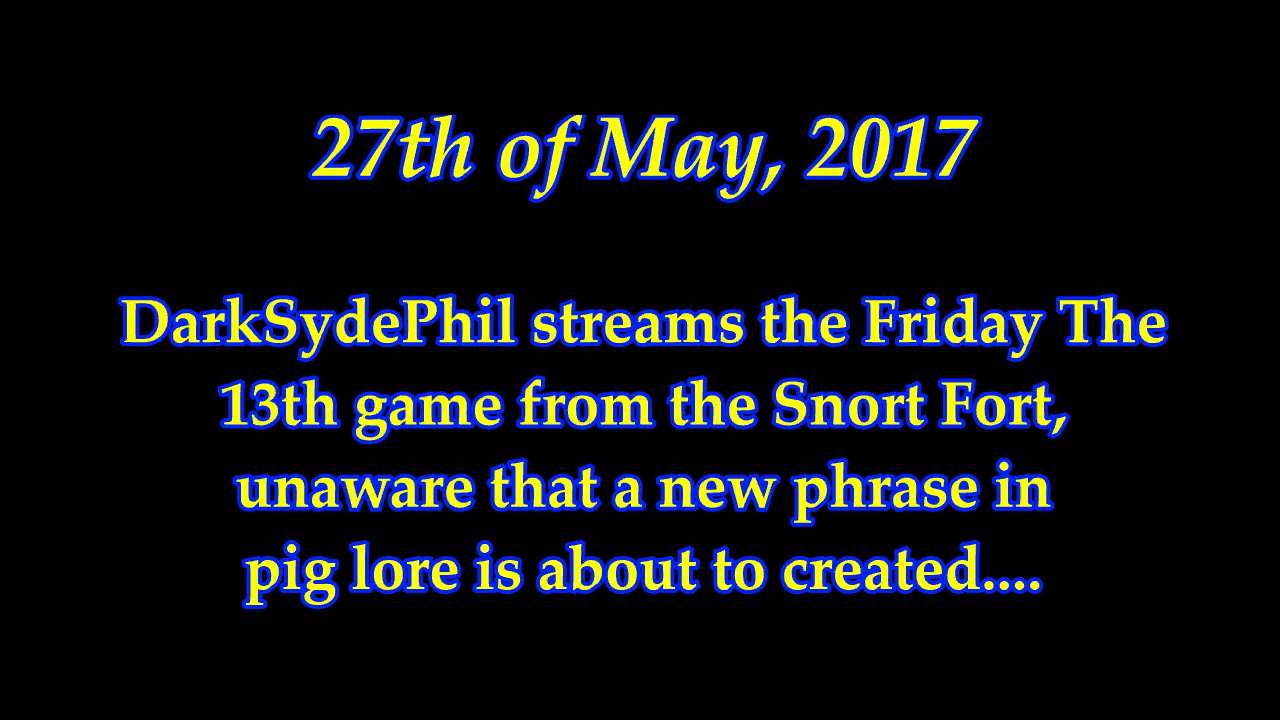 27th of May, 2017
DarkSydePhil streams the Friday The
13th game from the Snort Fort,
unaware that a new phrase in
pig lore is about to created....